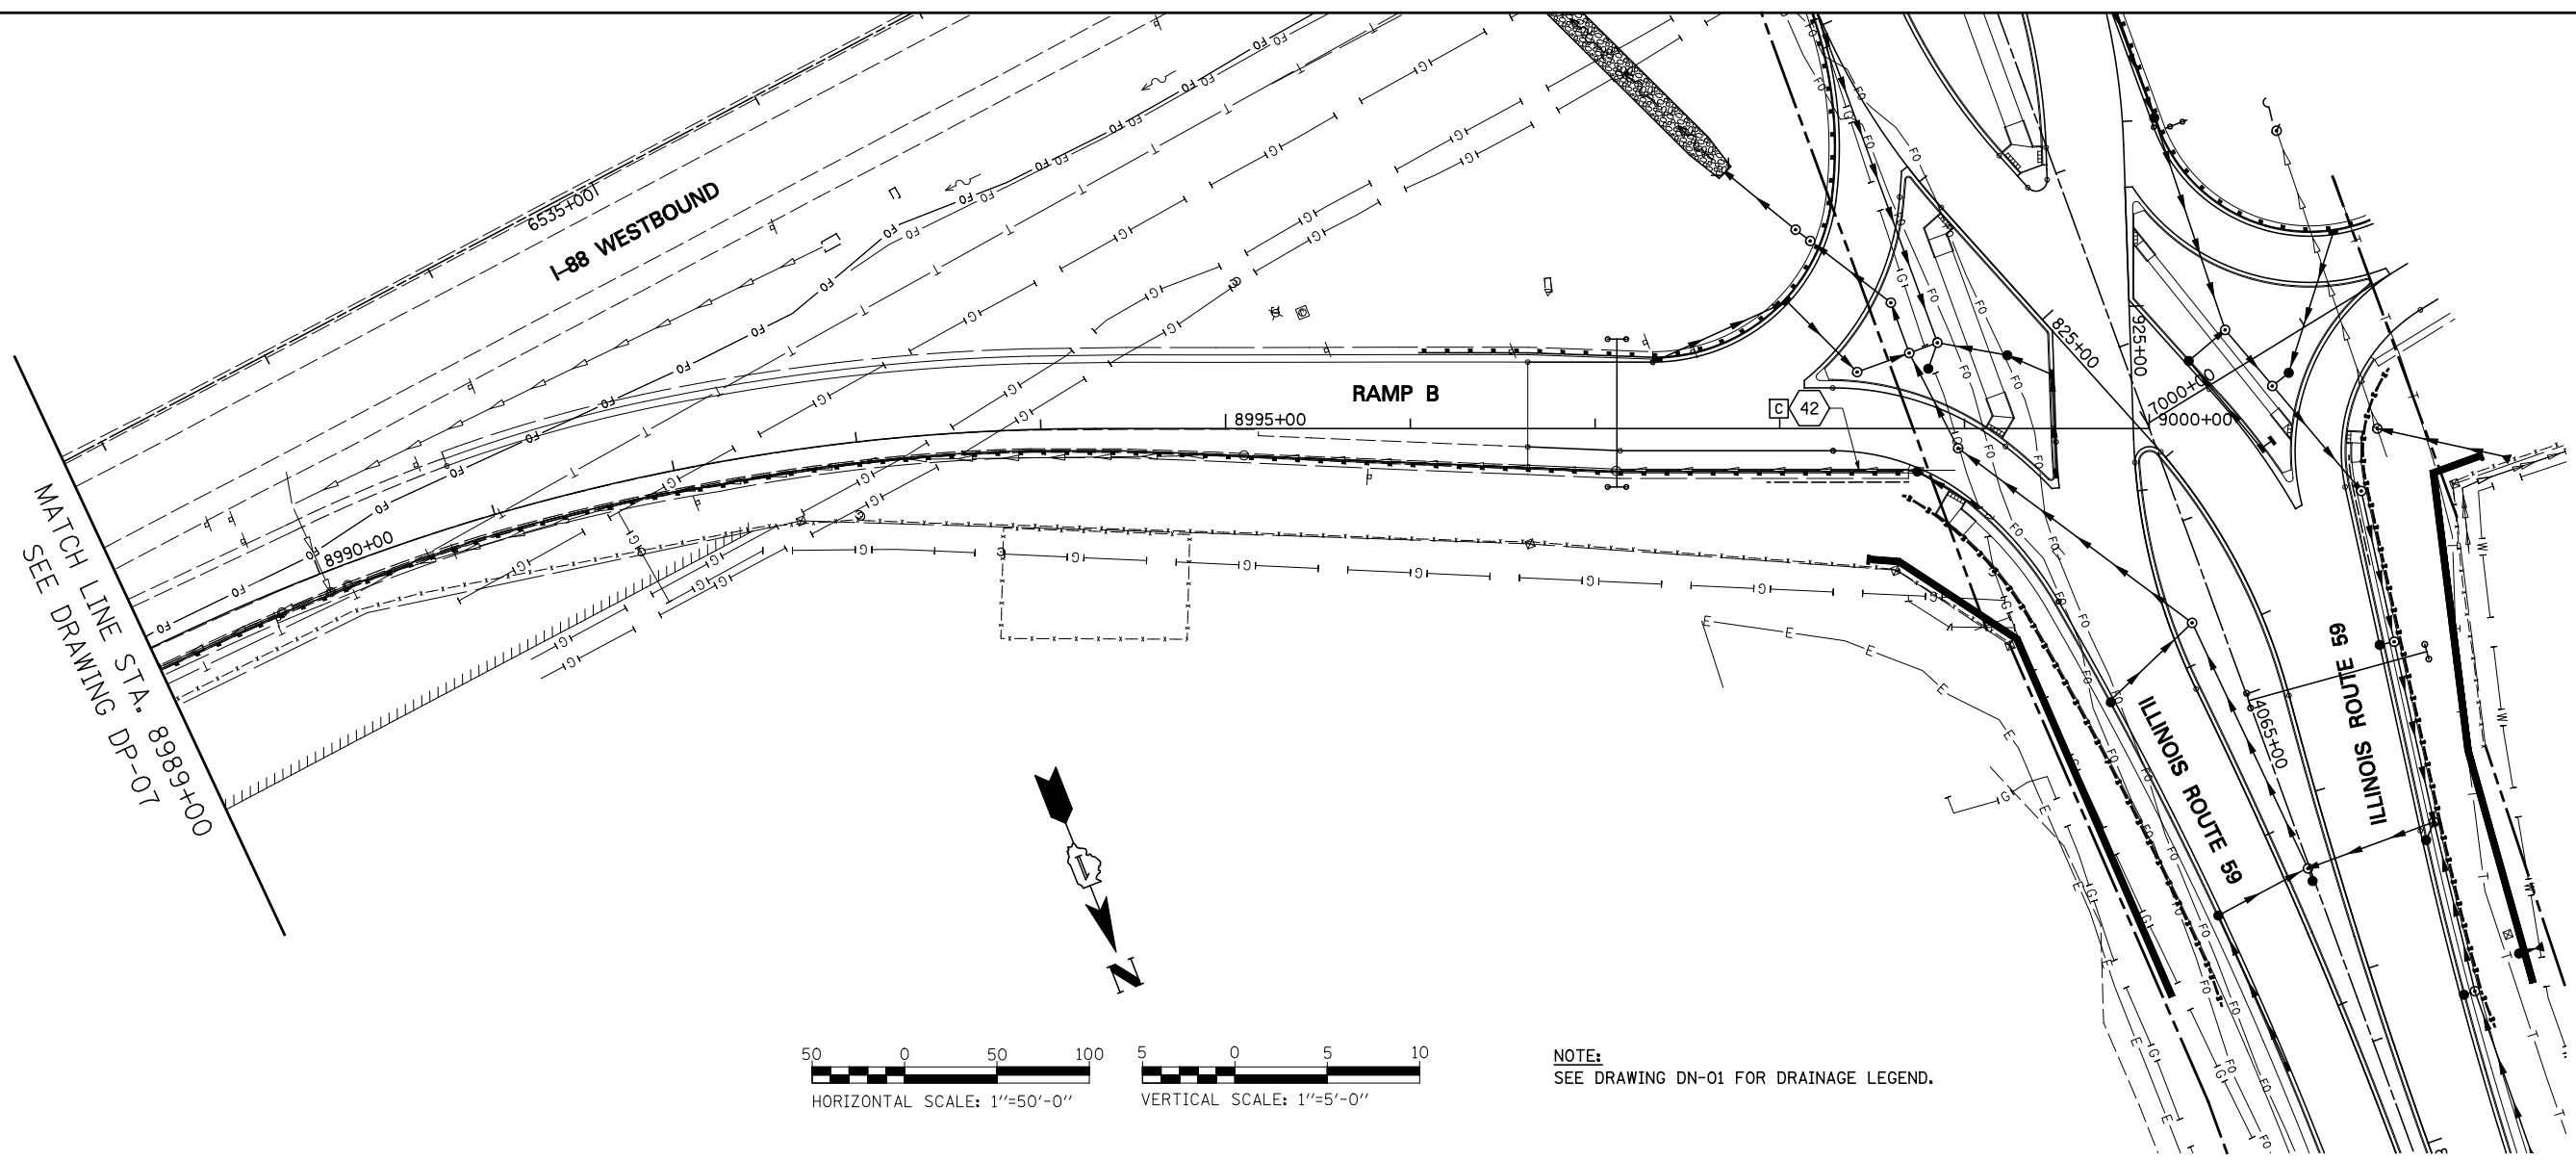 6535+00
I-88 WESTBOUND
RAMP B
8995+00
C
42
825+00
925+00
7000+00
9000+00
8990+00
MATCH LINE STA. 8989+00
SEE DRAWING DP-07
ILLINOIS ROUTE 59
ILLINOIS ROUTE 59
4065+00
N
50 0 50 100
HORIZONTAL SCALE: 1"=50'-0"
5 0 5 10
VERTICAL SCALE: 1"=5'-0"
NOTE:
SEE DRAWING DN-01 FOR DRAINAGE LEGEND.